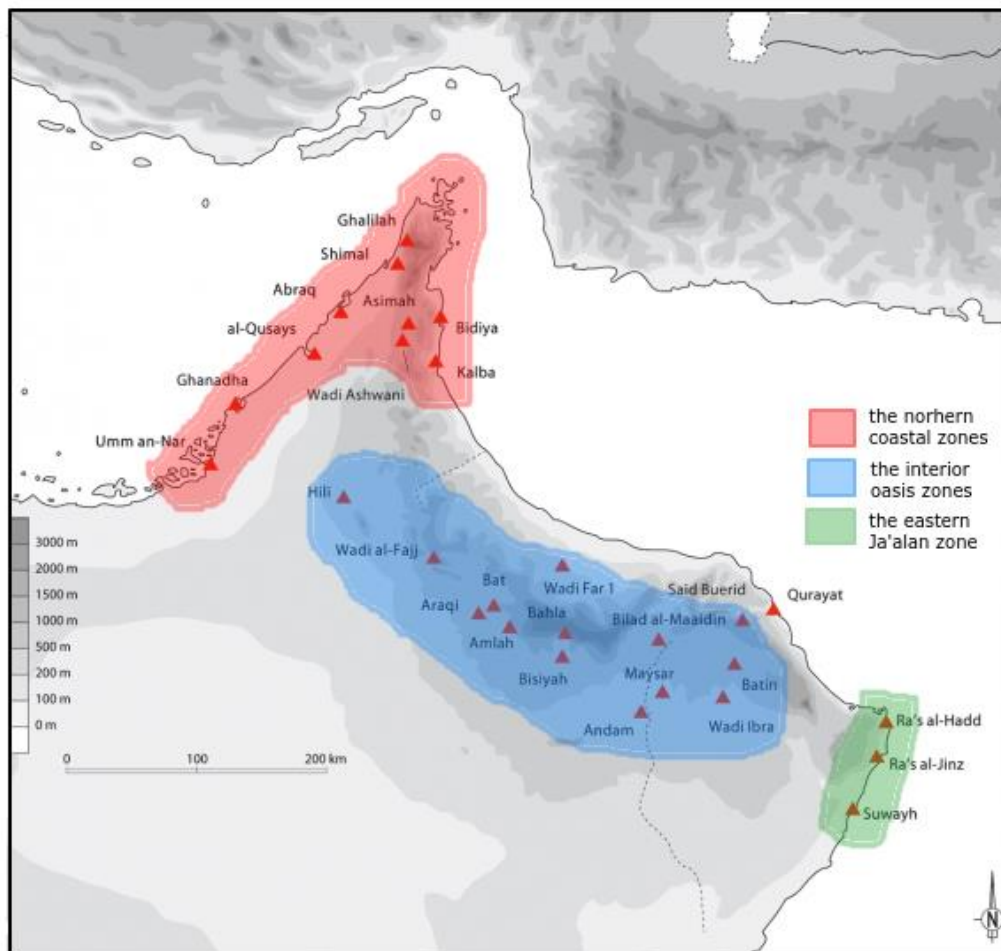 Ghalilah
Shimal
Abraq
Asimah
al-Qusays
Bidiya
Ghanadha
Kalba
Wadi Ashwani
Umm an-Nar
the norhern
coastal zones
the interior
oasis zones
the eastern
Ja'alan zone
Hili
Wadi al-Fajj
Bat
Wadi Far 1
Said Buerid
Qurayat
Araqi
Bahla
Bilad al-Maaidin
Amlah
Bisiyah
Maysar
Batin
Andam
Wadi Ibra
Ra's al-Hadd
Ra's al-Jinz
Suwayh
3000 m
2000 m
1500 m
1000 m
500 m
200 m
100 m
0 m
0 100 200 km
N